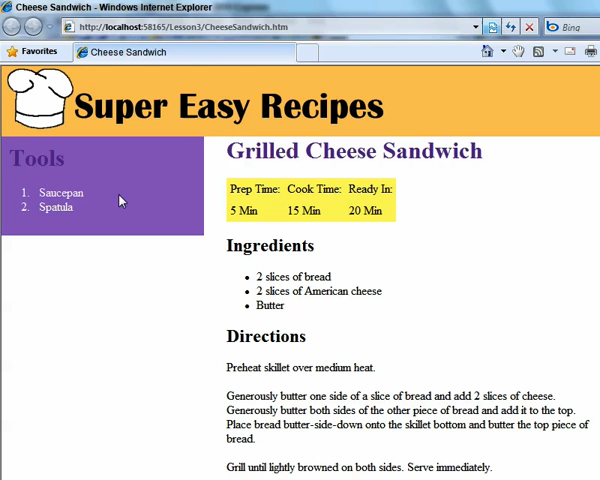 Cheese Sandwich - Windows Internet Explorer
http://localhost:58165/Lesson3/CheeseSandwich.htm
Bing
Favorites
Cheese Sandwich
Super Easy Recipes
Tools
1. Saucepan
2. Spatula
Grilled Cheese Sandwich
Prep Time: Cook Time: Ready In:
5 Min 15 Min 20 Min
Ingredients
• 2 slices of bread
• 2 slices of American cheese
• Butter
Directions
Preheat skillet over medium heat.
Generously butter one side of a slice of bread and add 2 slices of cheese.
Generously butter both sides of the other piece of bread and add it to the top.
Place bread butter-side-down onto the skillet bottom and butter the top piece of
bread.
Grill until lightly browned on both sides. Serve immediately.